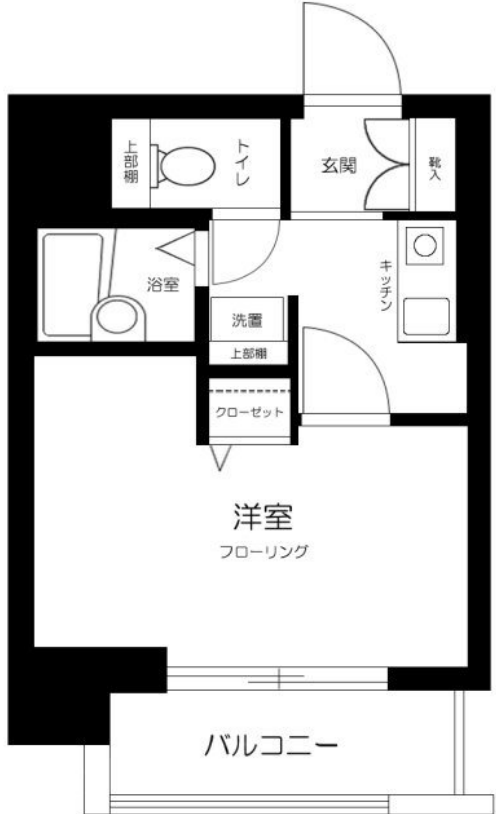 上部棚
トイレ
玄関
靴入
浴室
キッチン
洗置
上部棚
クローゼット
洋室
フローリング
バルコニー